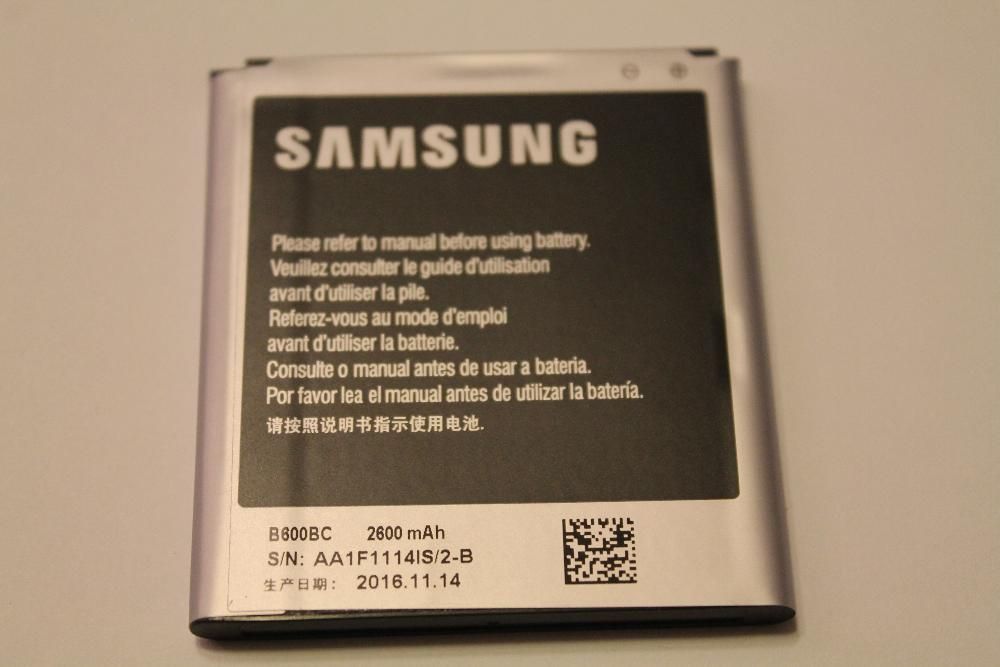 SAMSUNG
Please refer to manual before using battery.
Veuillez consulter le guide d'utilisation
avant d'utiliser la pile.
Referez-vous au mode d'emploi
avant d'utiliser la batterie.
Consulte o manual antes de usar a bateria.
Por favor lea el manual antes de utilizar la batería.
请按照说明书指示使用电池.
B600BC 2600 mAh
S/N: AA1F1114IS/2-B
生产日期: 2016.11.14